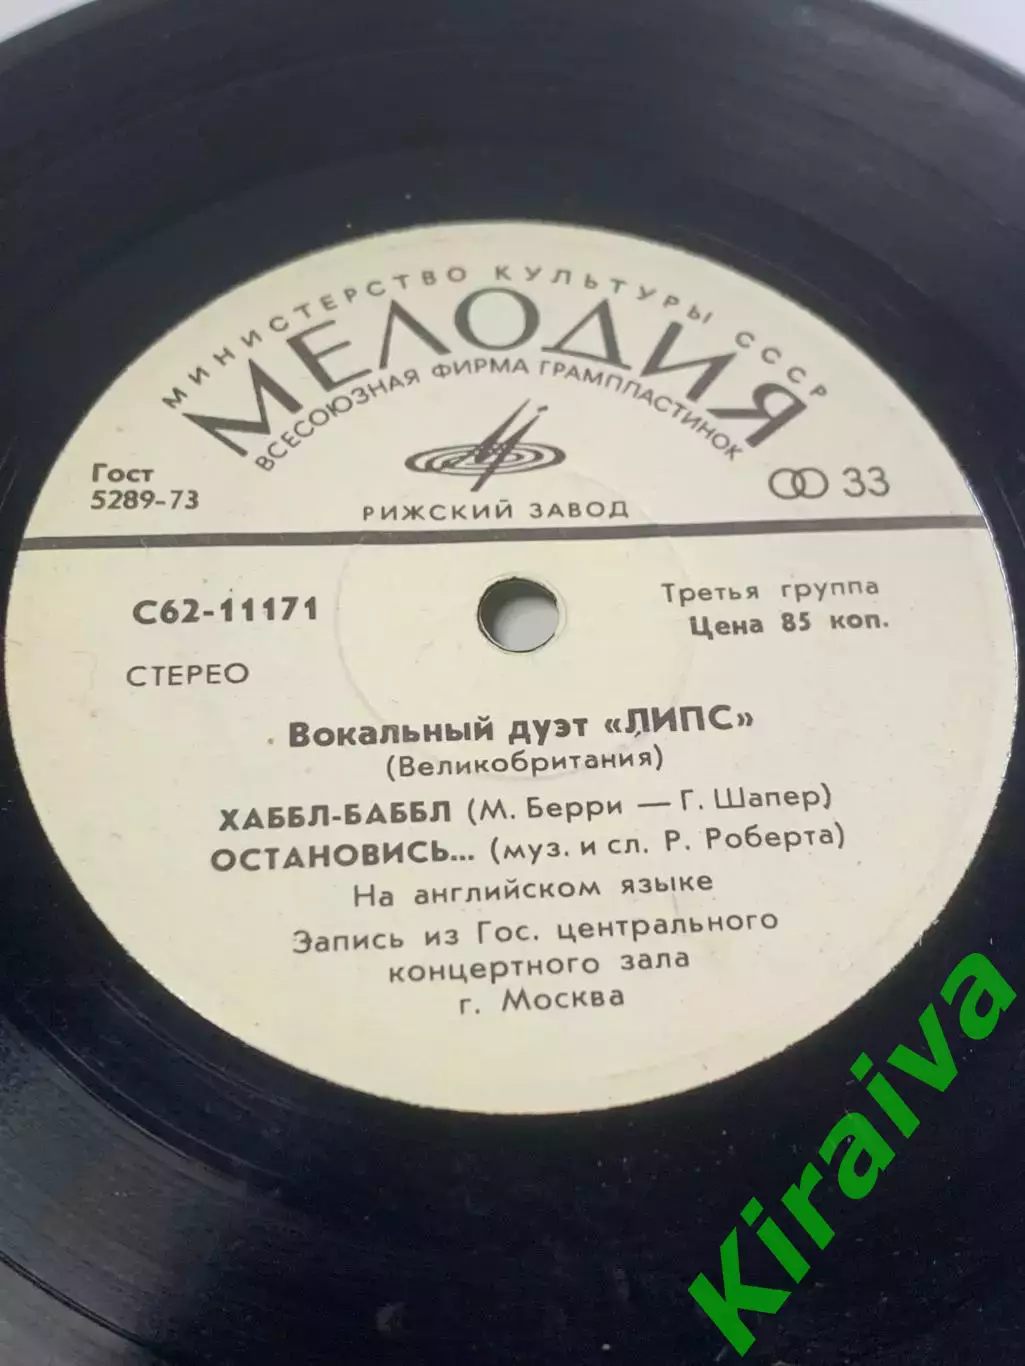 МИНИСТЕРСТВО КУЛЬТУРЫ СССР
МЕЛОДИЯ
ВСЕСОЮЗНАЯ ФИРМА ГРАМПЛАСТИНОК
Гост
5289-73
33
РИЖСКИЙ ЗАВОД
С62-11171
Третья группа
Цена 85 коп.
СТЕРЕО
Вокальный дуэт «ЛИПС»
(Великобритания)
ХАББЛ-БАББЛ (М. Берри — Г. Шапер)
ОСТАНОВИСЬ... (муз. и сл. Р. Роберта)
На английском языке
Запись из Гос. центрального
концертного зала
г. Москва
Kiraiva